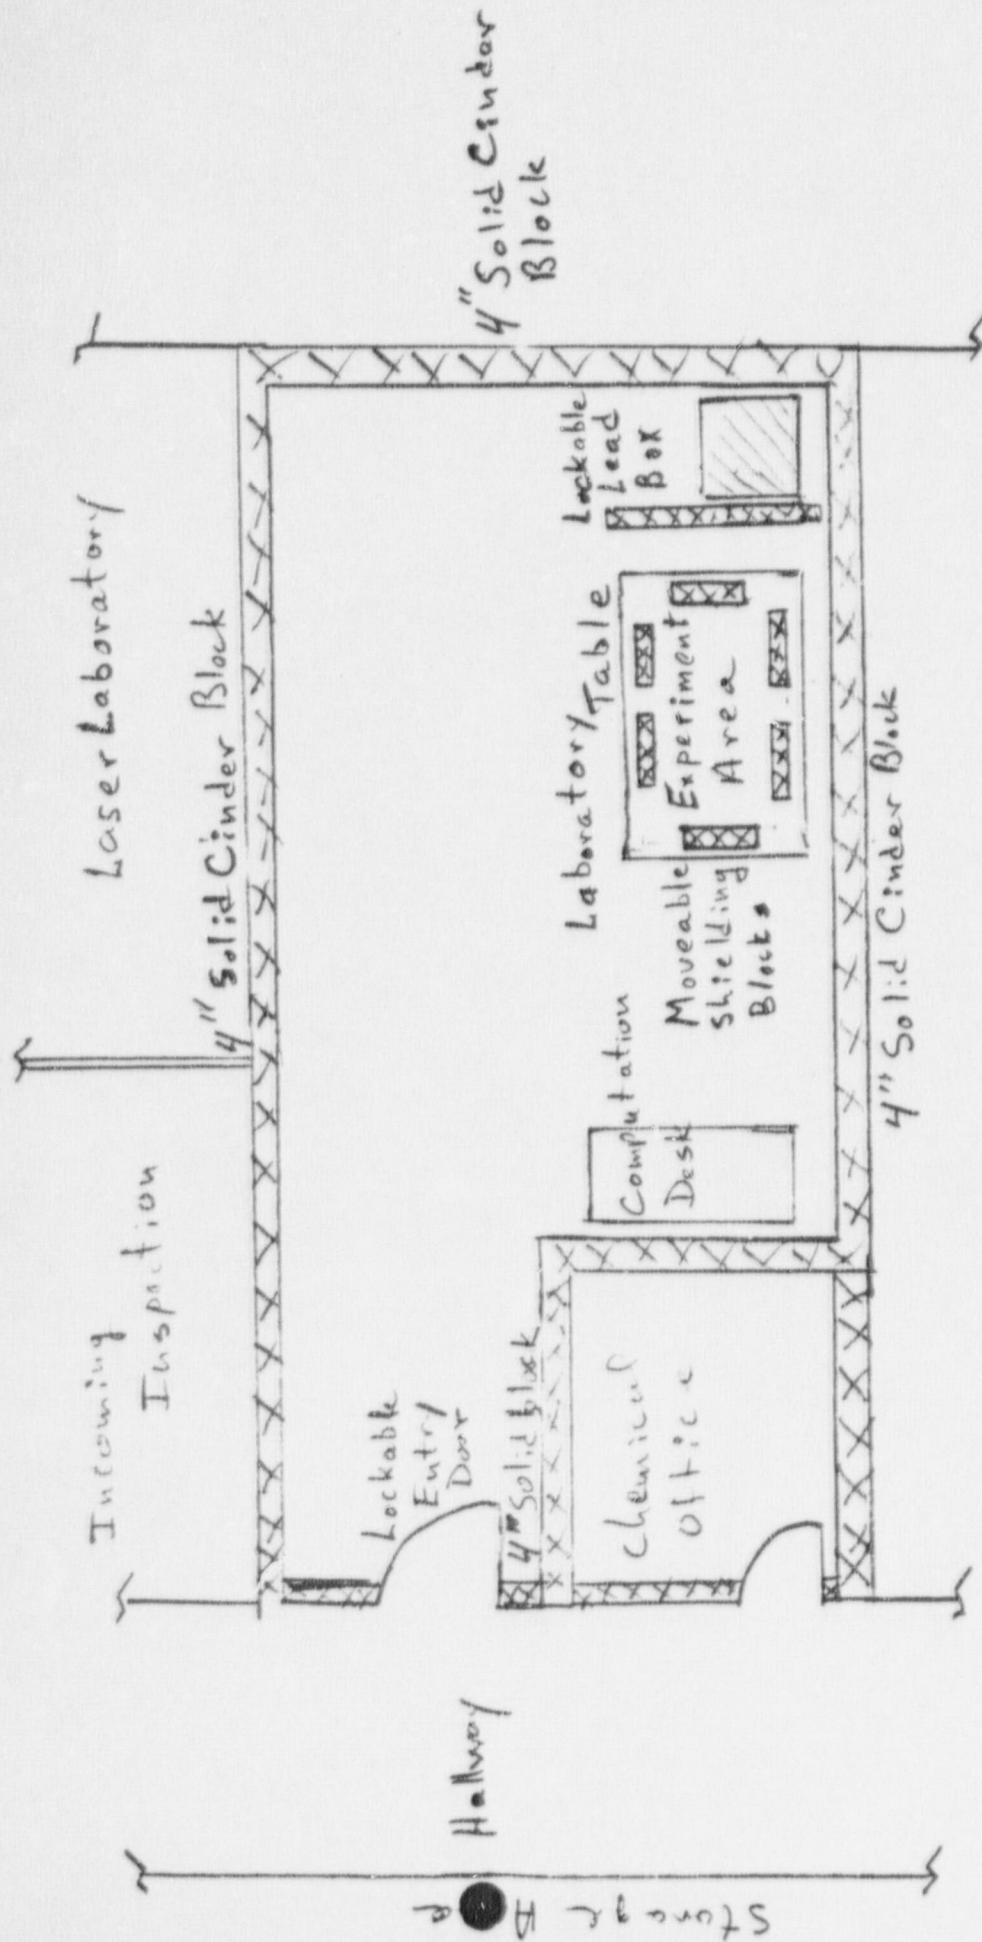 Incoming
Inspection
Laser Laboratory
4" Solid Cinder Block
4" Solid Cinder
Block
Lockable
Entry
Door
Lockable
Lead
Box
Laboratory Table
Experiment
Area
Moveable
Shielding
Blocks
Computation
Desk
4" Solid block
Chemical
Office
4" Solid Cinder Block
Hallway
Storage